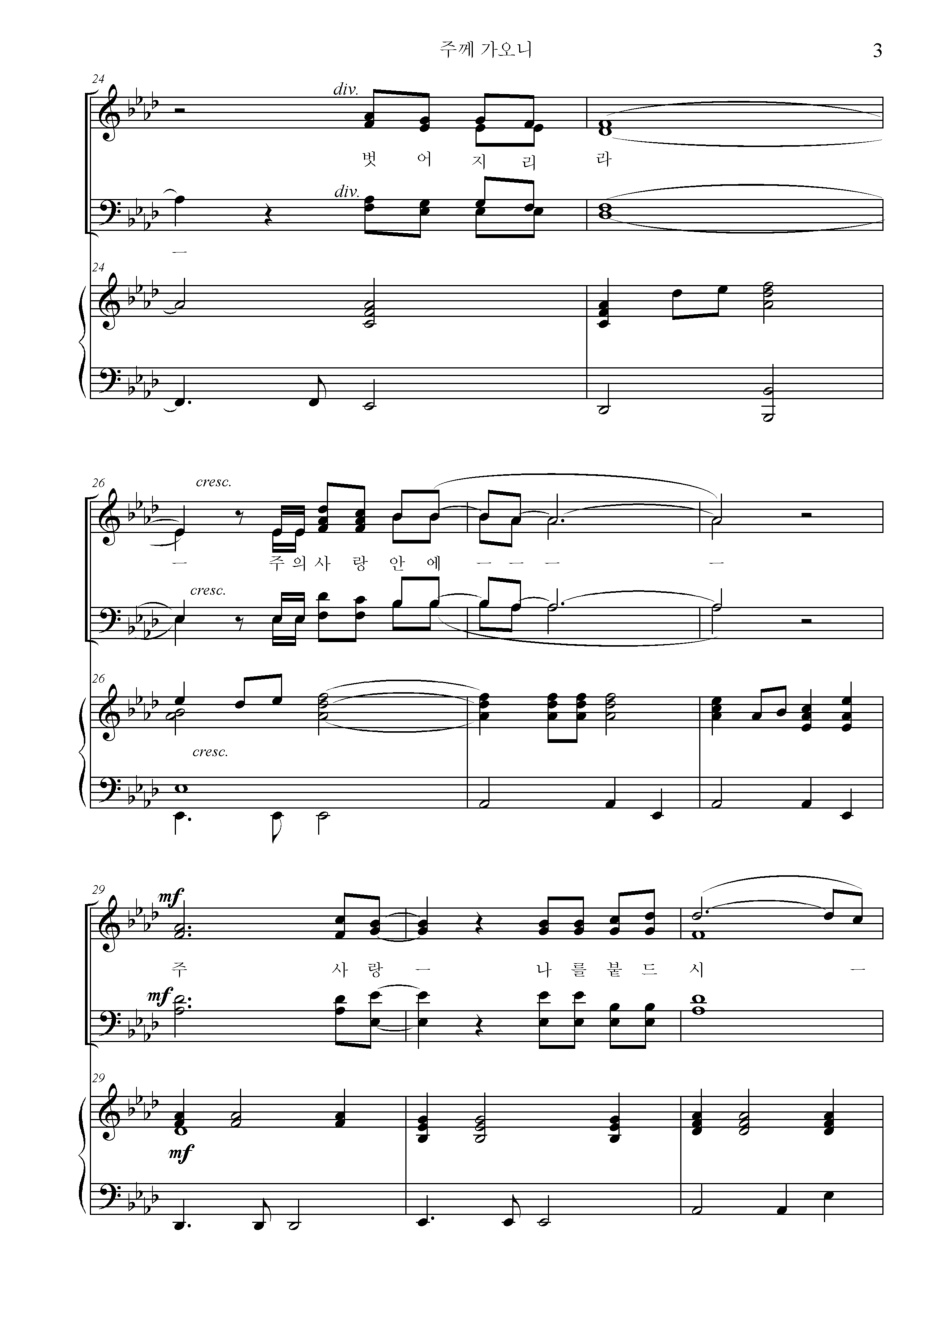 주께 가오니
3
24
div.
벗 어 지 리 라
div.
ㅡ
24
26
cresc.
ㅡ 주 의 사 랑 안 에 ㅡ ㅡ ㅡ ㅡ
cresc.
26
cresc.
29
mf
주 사 랑 ㅡ 나 를 붙 드 시 ㅡ
mf
29
mf